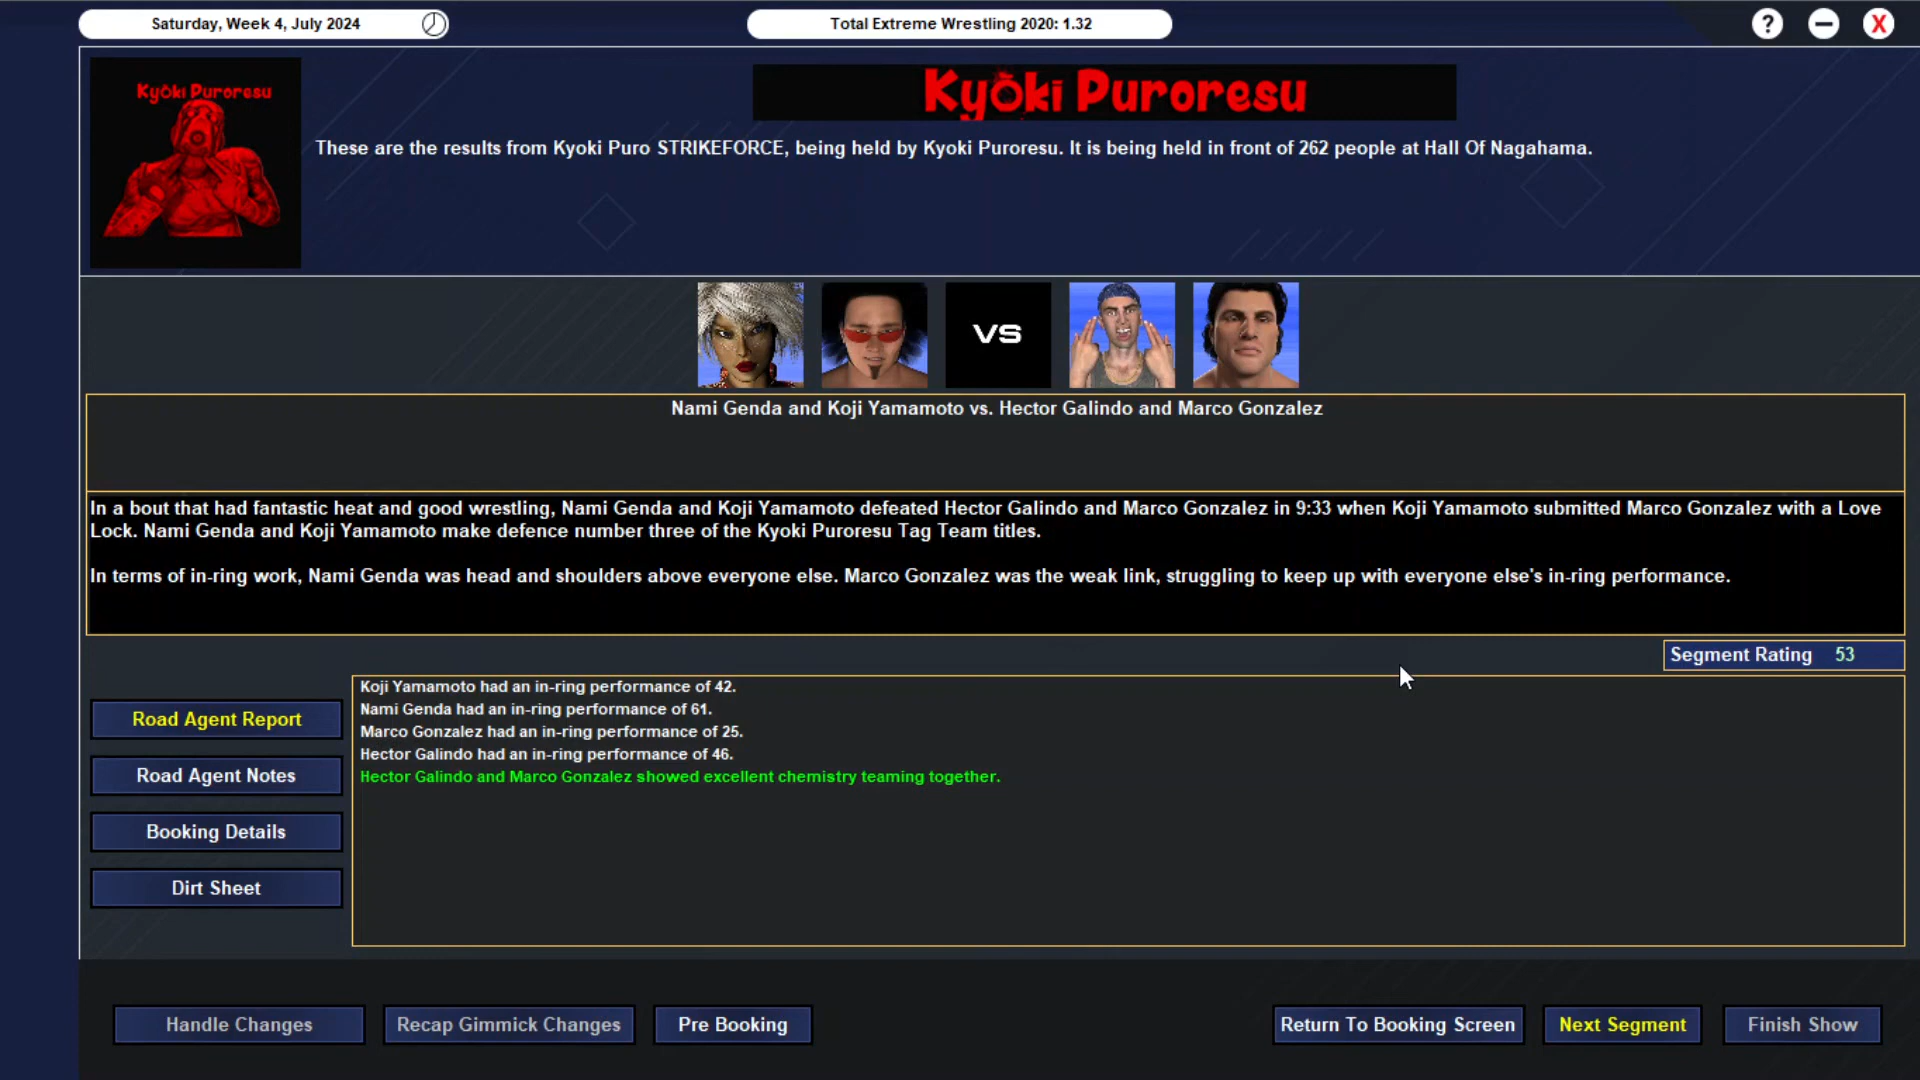 Saturday, Week 4, July 2024
Total Extreme Wrestling 2020: 1.32
?
X
Kyōki Puroresu
Kyōki Puroresu
These are the results from Kyoki Puro STRIKEFORCE, being held by Kyoki Puroresu. It is being held in front of 262 people at Hall Of Nagahama.
VS
Nami Genda and Koji Yamamoto vs. Hector Galindo and Marco Gonzalez
In a bout that had fantastic heat and good wrestling, Nami Genda and Koji Yamamoto defeated Hector Galindo and Marco Gonzalez in 9:33 when Koji Yamamoto submitted Marco Gonzalez with a Love
Lock. Nami Genda and Koji Yamamoto make defence number three of the Kyoki Puroresu Tag Team titles.
In terms of in-ring work, Nami Genda was head and shoulders above everyone else. Marco Gonzalez was the weak link, struggling to keep up with everyone else's in-ring performance.
Segment Rating 53
Koji Yamamoto had an in-ring performance of 42.
Nami Genda had an in-ring performance of 61.
Marco Gonzalez had an in-ring performance of 25.
Hector Galindo had an in-ring performance of 46.
Hector Galindo and Marco Gonzalez showed excellent chemistry teaming together.
Road Agent Report
Road Agent Notes
Booking Details
Dirt Sheet
Handle Changes
Recap Gimmick Changes
Pre Booking
Return To Booking Screen
Next Segment
Finish Show